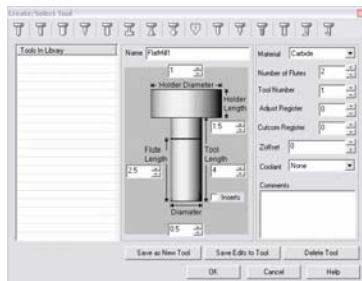 Create/Select Tool
Tools In Library
Name FlatMill1
1
Holder Diameter
Holder Length
1.5
Flute Length
Tool Length
2.5
4
Inserts
Diameter
0.5
Material Carbide
Number of Flutes 2
Tool Number 1
Adjust Register 0
Cutcom Register 0
Zoffset 0
Coolant None
Comments
Save as New Tool Save Edits to Tool Delete Tool
OK Cancel Help